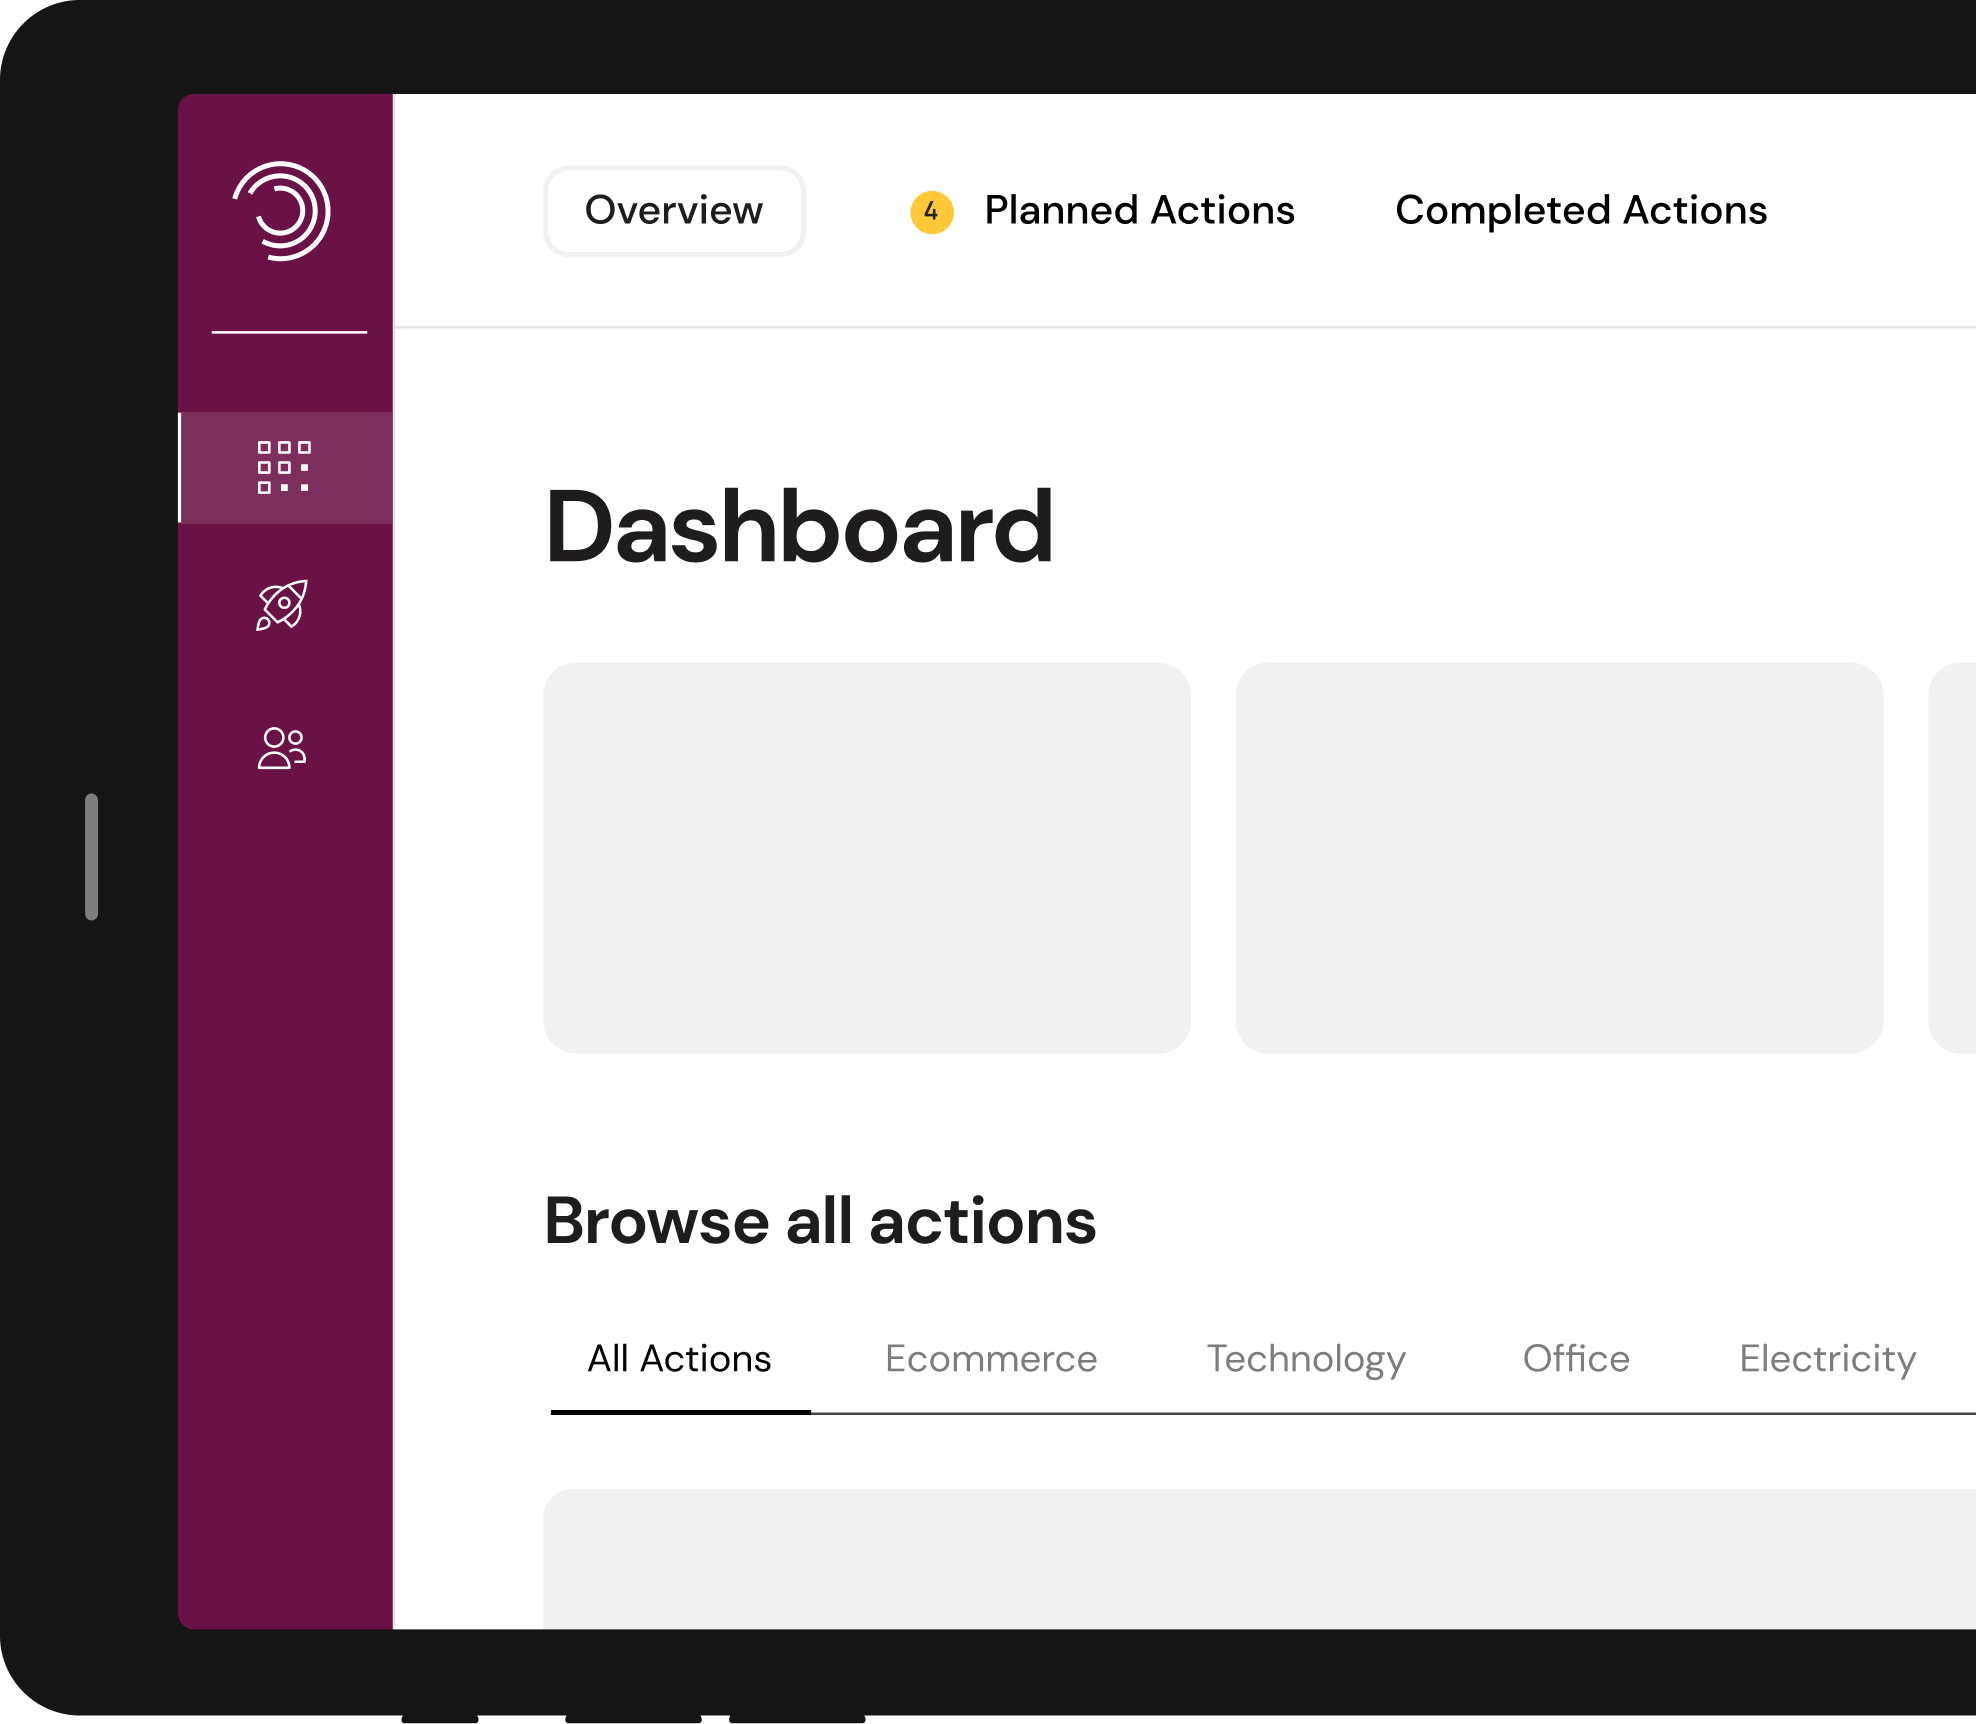 Overview 4 Planned Actions Completed Actions
Dashboard
Browse all actions
All Actions Ecommerce Technology Office Electricity